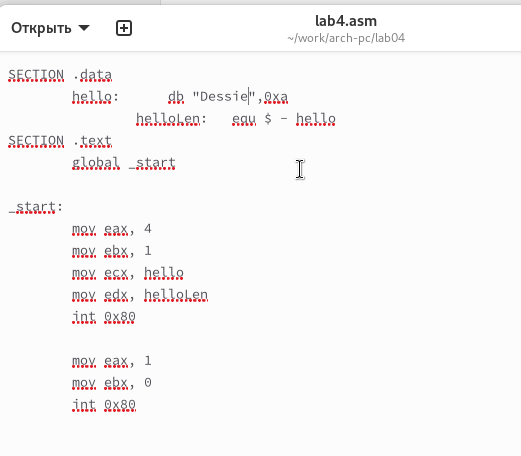 Открыть
lab4.asm
~/work/arch-pc/lab04
SECTION .data
hello: db "Dessie",0xa
helloLen: equ $ - hello
SECTION .text
global _start
_start:
mov eax, 4
mov ebx, 1
mov ecx, hello
mov edx, helloLen
int 0x80
mov eax, 1
mov ebx, 0
int 0x80